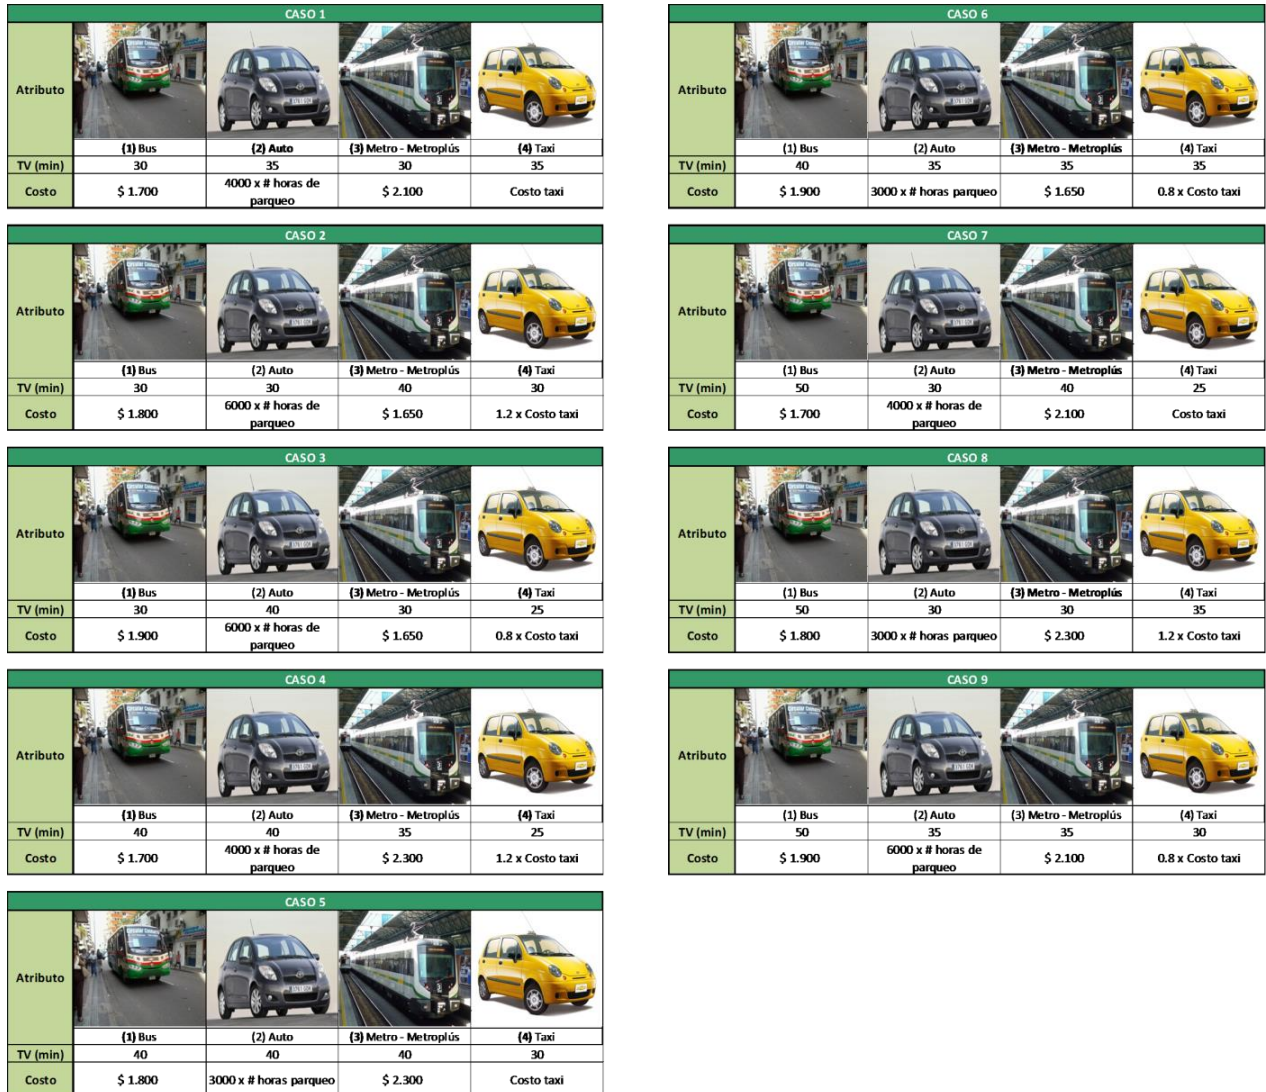 CASO 1
Atributo
(1) Bus (2) Auto (3) Metro - Metroplús (4) Taxi
TV (min) 30 35 30 35
Costo $ 1.700 4000 x # horas de parqueo $ 2.100 Costo taxi
CASO 2
Atributo
(1) Bus (2) Auto (3) Metro - Metroplús (4) Taxi
TV (min) 30 30 40 30
Costo $ 1.800 6000 x # horas de parqueo $ 1.650 1.2 x Costo taxi
CASO 3
Atributo
(1) Bus (2) Auto (3) Metro - Metroplús (4) Taxi
TV (min) 30 40 30 25
Costo $ 1.900 6000 x # horas de parqueo $ 1.650 0.8 x Costo taxi
CASO 4
Atributo
(1) Bus (2) Auto (3) Metro - Metroplús (4) Taxi
TV (min) 40 40 35 25
Costo $ 1.700 4000 x # horas de parqueo $ 2.300 1.2 x Costo taxi
CASO 5
Atributo
(1) Bus (2) Auto (3) Metro - Metroplús (4) Taxi
TV (min) 40 40 40 30
Costo $ 1.800 3000 x # horas parqueo $ 2.300 Costo taxi
CASO 6
Atributo
(1) Bus (2) Auto (3) Metro - Metroplús (4) Taxi
TV (min) 40 35 35 35
Costo $ 1.900 3000 x # horas parqueo $ 1.650 0.8 x Costo taxi
CASO 7
Atributo
(1) Bus (2) Auto (3) Metro - Metroplús (4) Taxi
TV (min) 50 30 40 25
Costo $ 1.700 4000 x # horas de parqueo $ 2.100 Costo taxi
CASO 8
Atributo
(1) Bus (2) Auto (3) Metro - Metroplús (4) Taxi
TV (min) 50 30 30 35
Costo $ 1.800 3000 x # horas parqueo $ 2.300 1.2 x Costo taxi
CASO 9
Atributo
(1) Bus (2) Auto (3) Metro - Metroplús (4) Taxi
TV (min) 50 35 35 30
Costo $ 1.900 6000 x # horas de parqueo $ 2.100 0.8 x Costo taxi